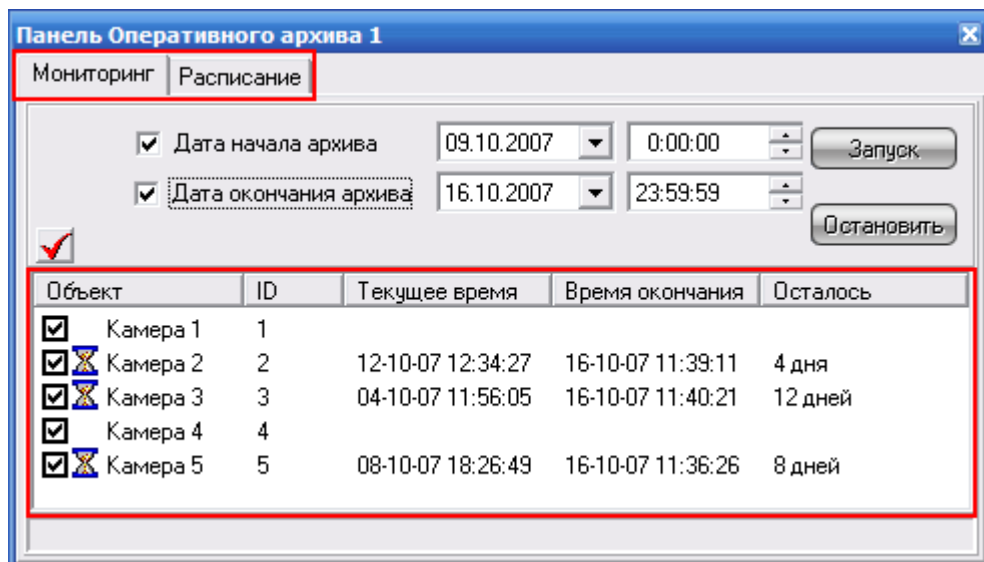 Панель Оперативного архива 1
Мониторинг Расписание
Дата начала архива 09.10.2007 0:00:00 Запуск
Дата окончания архива 16.10.2007 23:59:59
Остановить
Объект ID Текущее время Время окончания Осталось
Камера 1 1
Камера 2 2 12-10-07 12:34:27 16-10-07 11:39:11 4 дня
Камера 3 3 04-10-07 11:56:05 16-10-07 11:40:21 12 дней
Камера 4 4
Камера 5 5 08-10-07 18:26:49 16-10-07 11:36:26 8 дней